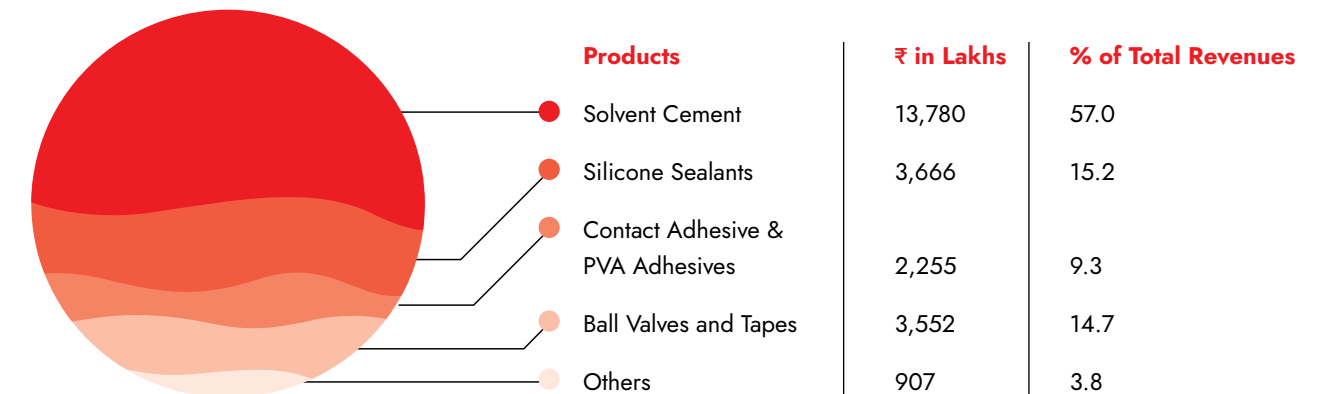 Products ₹ in Lakhs % of Total Revenues
Solvent Cement 13,780 57.0
Silicone Sealants 3,666 15.2
Contact Adhesive &
PVA Adhesives 2,255 9.3
Ball Valves and Tapes 3,552 14.7
Others 907 3.8